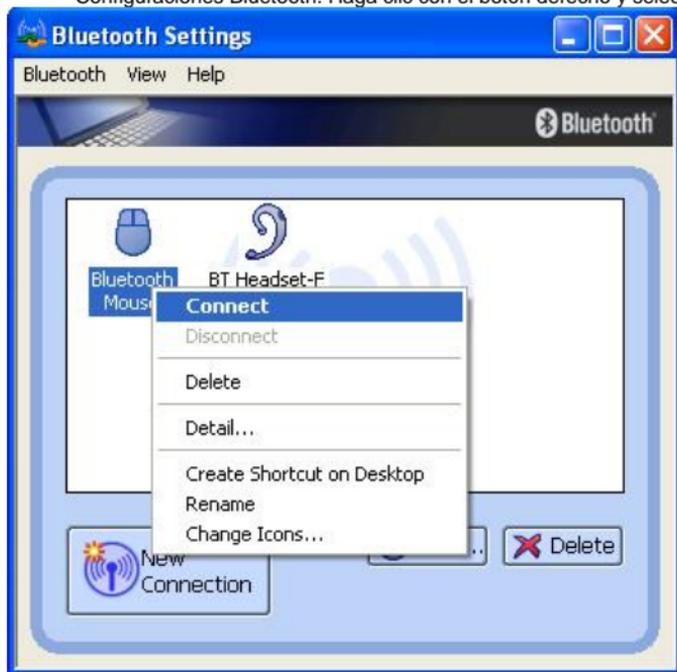 Configuraciones Bluetooth. Haga clic con el botón derecho y selec
Bluetooth Settings
Bluetooth View Help
Bluetooth
Bluetooth
Mouse
BT Headset-F
Connect
Disconnect
Delete
Detail...
Create Shortcut on Desktop
Rename
Change Icons...
New
Connection
Delete